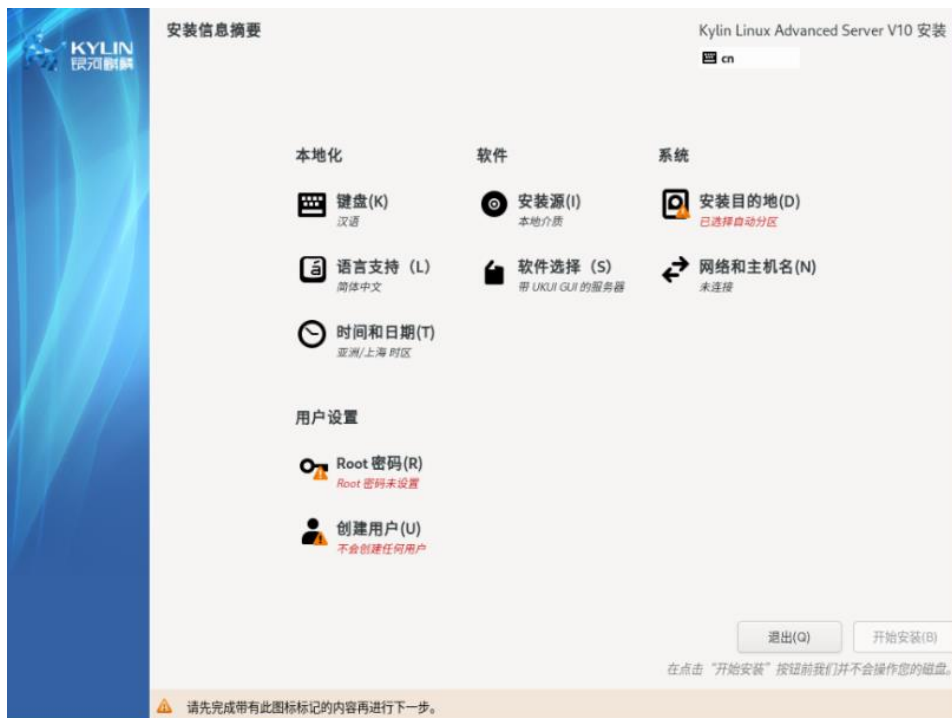 KYLIN
银河麒麟
安装信息摘要
Kylin Linux Advanced Server V10 安装
cn
本地化
键盘(K)
汉语
语言支持（L）
简体中文
时间和日期(T)
亚洲/上海 时区
软件
安装源(I)
本地介质
软件选择（S）
带 UKUI GUI 的服务器
系统
安装目的地(D)
已选择自动分区
网络和主机名(N)
未连接
用户设置
Root 密码(R)
Root 密码未设置
创建用户(U)
不会创建任何用户
退出(Q)
开始安装(B)
在点击“开始安装”按钮前我们并不会操作您的磁盘。
请先完成带有此图标标记的内容再进行下一步。